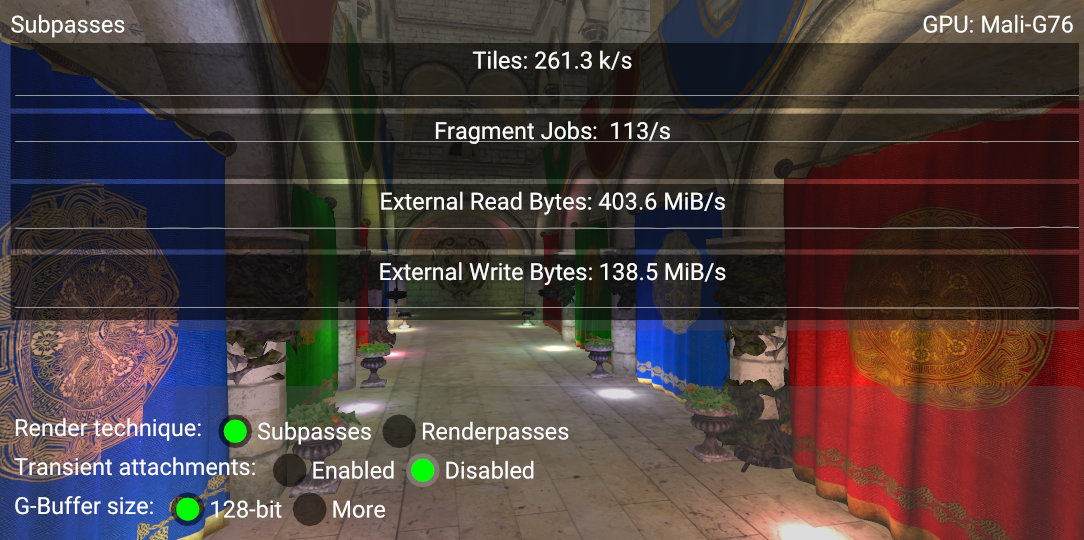 Subpasses
GPU: Mali-G76
Tiles: 261.3 k/s
Fragment Jobs: 113/s
External Read Bytes: 403.6 MiB/s
External Write Bytes: 138.5 MiB/s
Render technique: Subpasses Renderpasses
Transient attachments: Enabled Disabled
G-Buffer size: 128-bit More